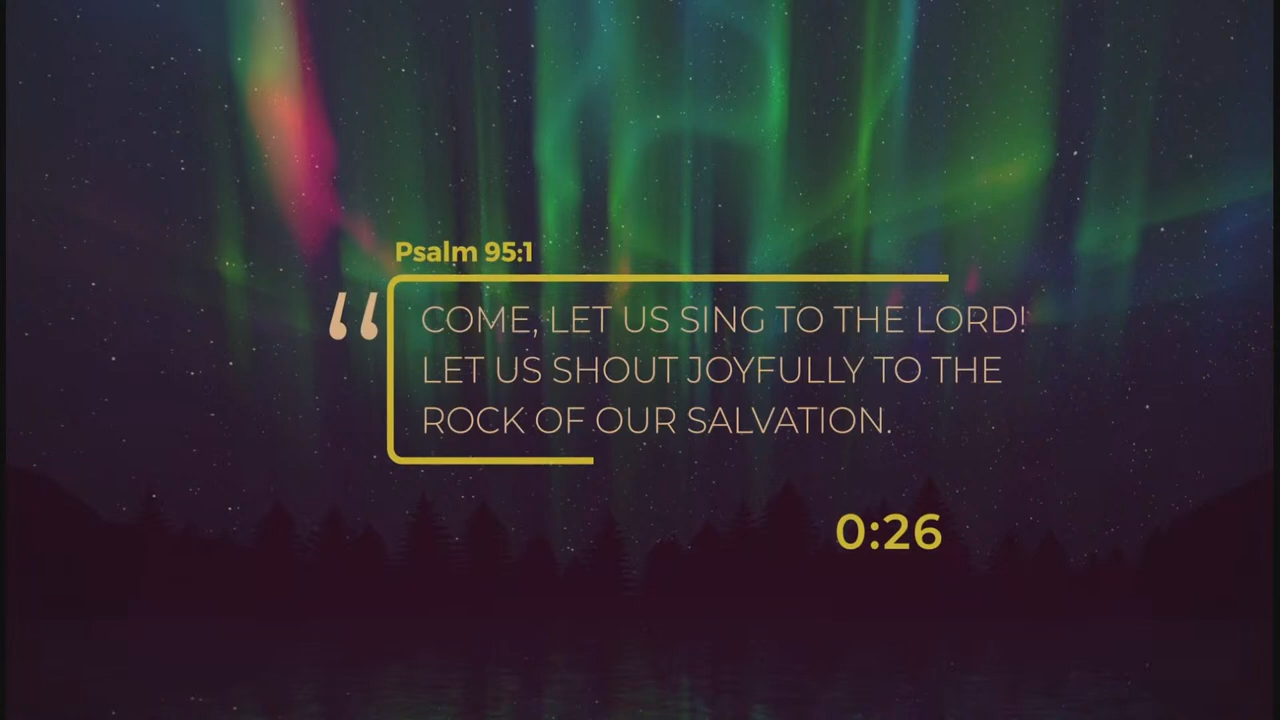 Psalm 95:1
“ COME, LET US SING TO THE LORD!
LET US SHOUT JOYFULLY TO THE
ROCK OF OUR SALVATION.
0:26